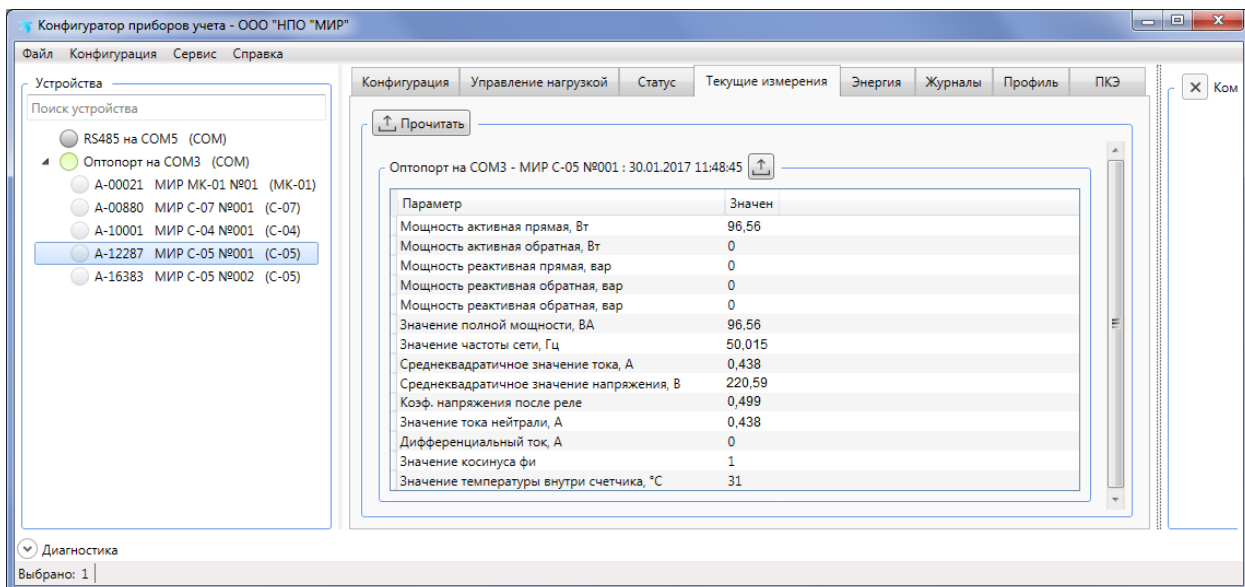 Конфигуратор приборов учета - ООО "НПО "МИР"
Файл Конфигурация Сервис Справка
Устройства
Поиск устройства
RS485 на COM5 (COM)
Оптопорт на COM3 (COM)
A-00021 МИР МК-01 №01 (МК-01)
A-00880 МИР С-07 №001 (С-07)
A-10001 МИР С-04 №001 (С-04)
A-12287 МИР С-05 №001 (С-05)
A-16383 МИР С-05 №002 (С-05)
Конфигурация Управление нагрузкой Статус Текущие измерения Энергия Журналы Профиль ПКЭ
Прочитать
Оптопорт на COM3 - МИР С-05 №001 : 30.01.2017 11:48:45
Параметр Значен
Мощность активная прямая, Вт 96,56
Мощность активная обратная, Вт 0
Мощность реактивная прямая, вар 0
Мощность реактивная обратная, вар 0
Мощность реактивная обратная, вар 0
Значение полной мощности, ВА 96,56
Значение частоты сети, Гц 50,015
Среднеквадратичное значение тока, А 0,438
Среднеквадратичное значение напряжения, В 220,59
Коэф. напряжения после реле 0,499
Значение тока нейтрали, А 0,438
Дифференциальный ток, А 0
Значение косинуса фи 1
Значение температуры внутри счетчика, °C 31
Ком
Диагностика
Выбрано: 1